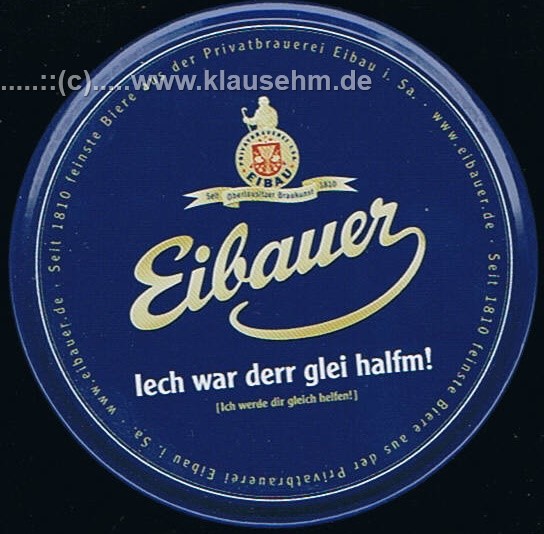 .....::(c).....www.klausehm.de
Seit 1810 feinste Biere aus der Privatbrauerei Eibau i. Sa. · www.eibauer.de · Seit 1810 feinste Biere aus der Privatbrauerei Eibau i. Sa. · www.eibauer.de ·
PRIVATBRAUEREI i.SA.
EIBAU
Seit Oberlausitzer Braukunst 1810
Eibauer
Iech war derr glei halfm!
[Ich werde dir gleich helfen!]